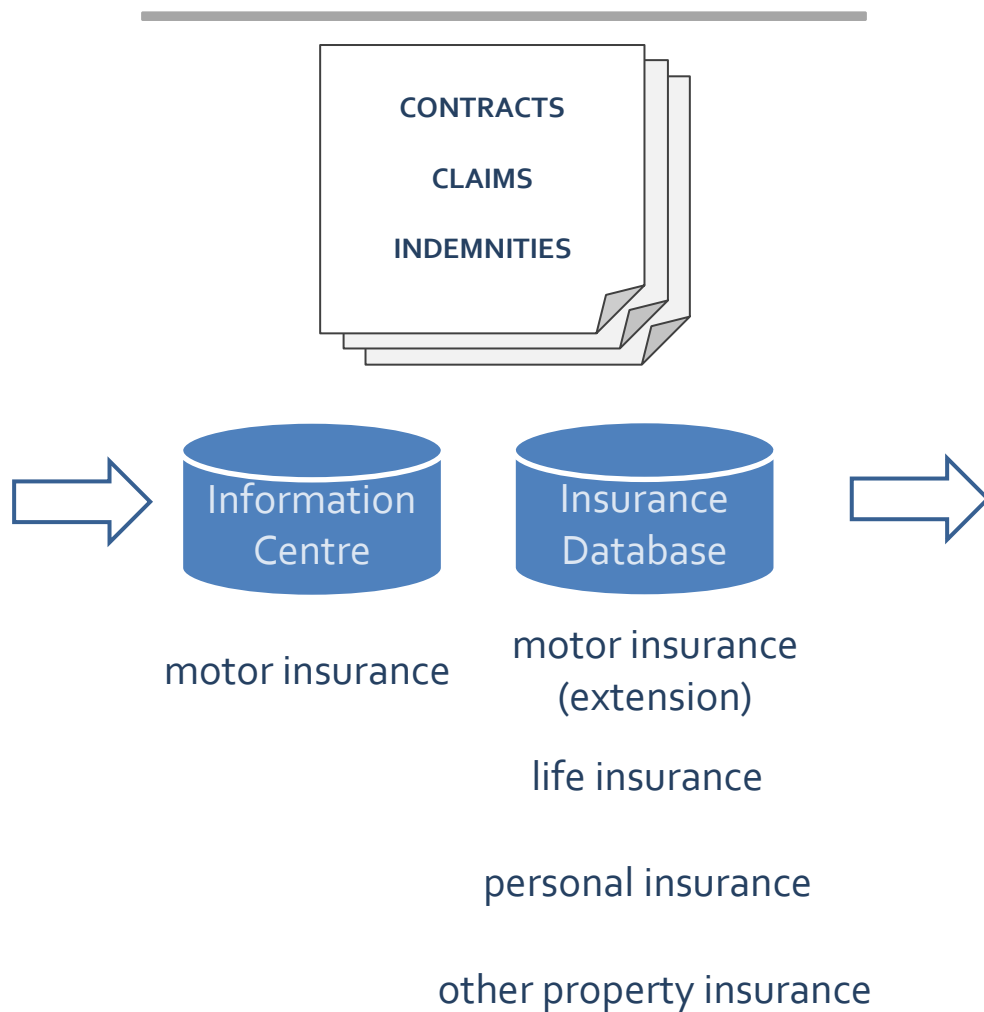 CONTRACTS
CLAIMS
INDEMNITIES
Information
Centre
Insurance
Database
motor insurance
motor insurance
(extension)
life insurance
personal insurance
other property insurance